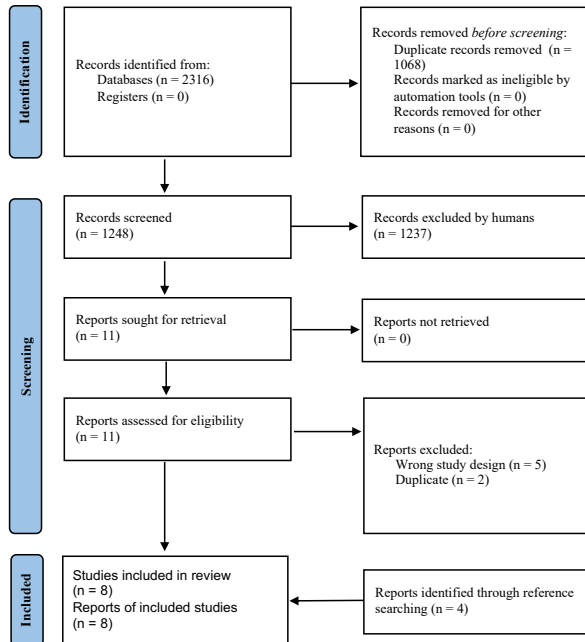 Identification
Records identified from:
Databases (n = 2316)
Registers (n = 0)
Records removed before screening:
Duplicate records removed (n =
1068)
Records marked as ineligible by
automation tools (n = 0)
Records removed for other
reasons (n = 0)
Screening
Records screened
(n = 1248)
Records excluded by humans
(n = 1237)
Reports sought for retrieval
(n = 11)
Reports not retrieved
(n = 0)
Reports assessed for eligibility
(n = 11)
Reports excluded:
Wrong study design (n = 5)
Duplicate (n = 2)
Included
Studies included in review
(n = 8)
Reports of included studies
(n = 8)
Reports identified through reference
searching (n = 4)